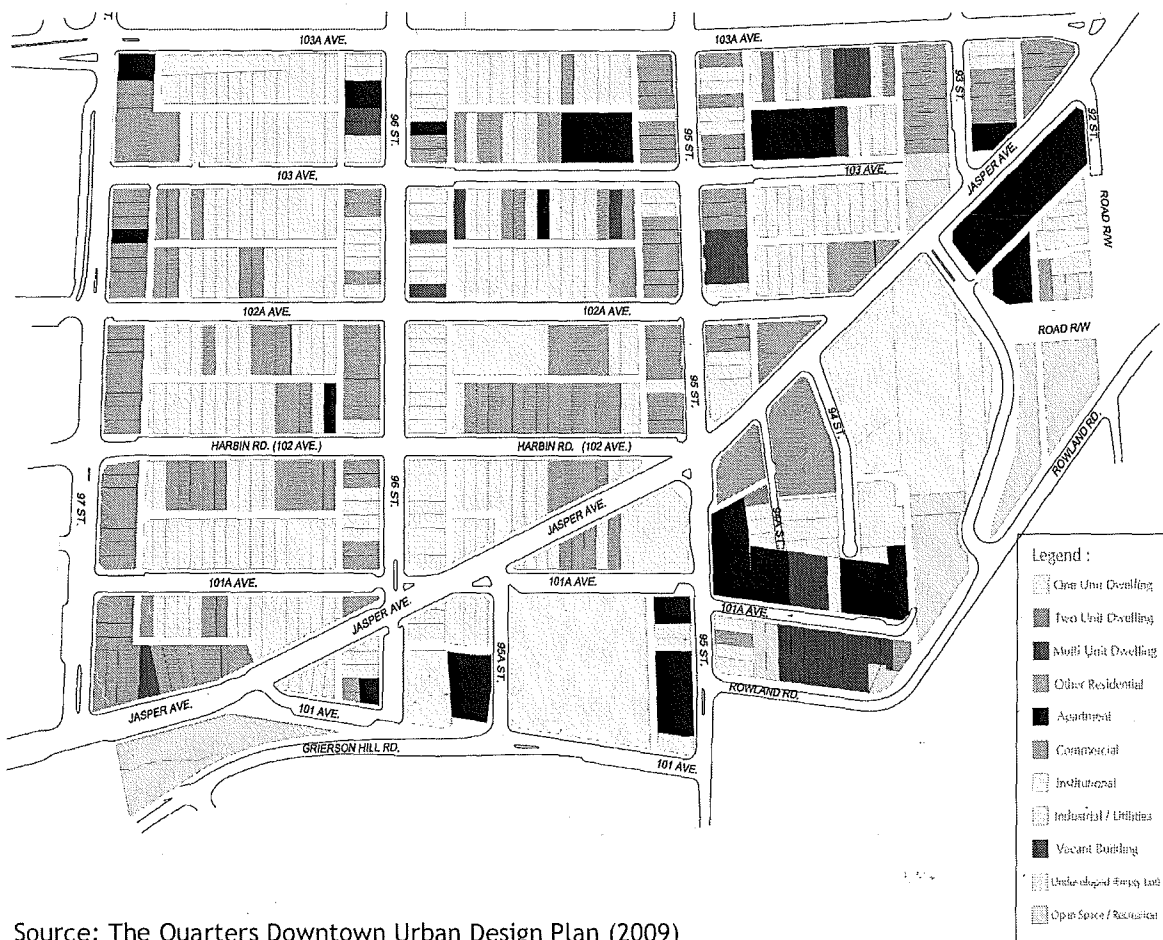 103A AVE.
103A AVE.
96 ST.
95 ST.
93 ST.
92 ST.
JASPER AVE.
103 AVE.
103 AVE.
ROAD R/W
102A AVE.
102A AVE.
ROAD R/W
95 ST.
94 ST.
ROWLAND RD.
HARBIN RD. (102 AVE.)
HARBIN RD. (102 AVE.)
97 ST.
96 ST.
JASPER AVE.
95A ST.
101A AVE.
101A AVE.
101A AVE.
JASPER AVE.
95A ST.
95 ST.
ROWLAND RD.
JASPER AVE.
101 AVE.
GRIERSON HILL RD.
101 AVE.
Legend :
One Unit Dwelling
Two Unit Dwelling
Multi Unit Dwelling
Other Residential
Apartment
Commercial
Institutional
Industrial / Utilities
Vacant Building
Undeveloped (Empty Lot)
Open Space / Recreation
Source: The Quarters Downtown Urban Design Plan (2009)